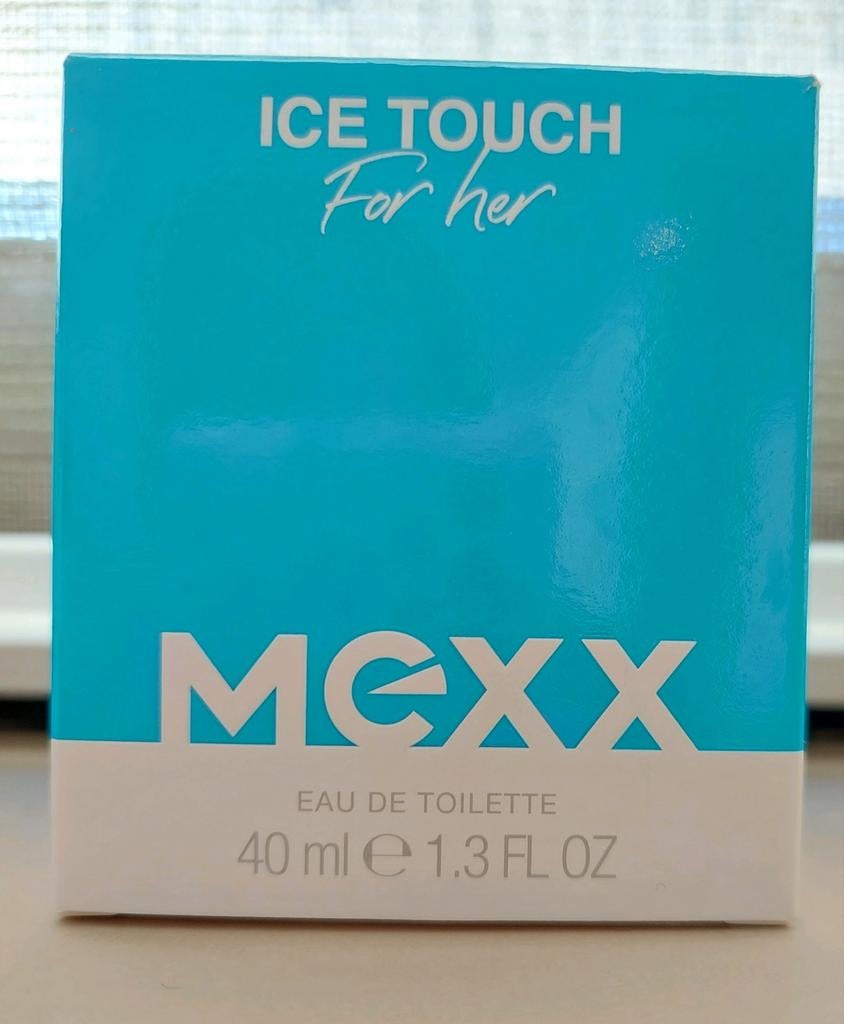 ICE TOUCH
For her
MEXX
EAU DE TOILETTE
40 ml ℮ 1.3 FL OZ